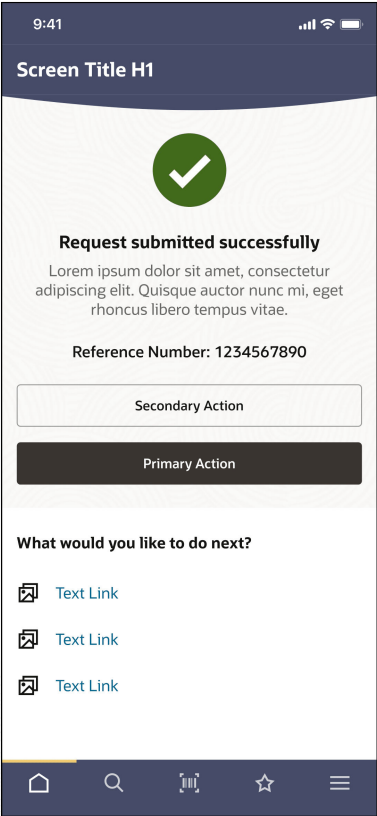 9:41
Screen Title H1
Request submitted successfully
Lorem ipsum dolor sit amet, consectetur
adipiscing elit. Quisque auctor nunc mi, eget
rhoncus libero tempus vitae.
Reference Number: 1234567890
Secondary Action
Primary Action
What would you like to do next?
Text Link
Text Link
Text Link